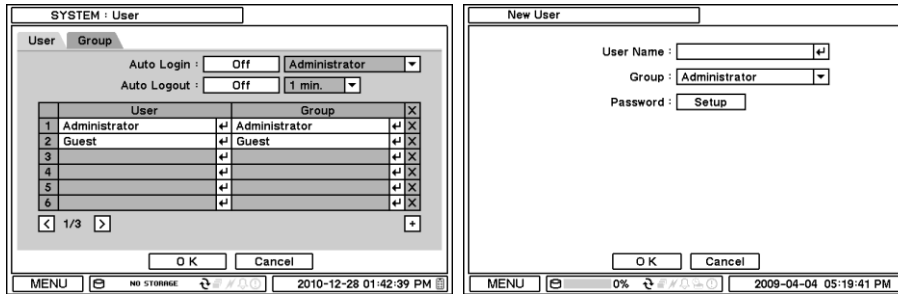 SYSTEM : User
User Group
Auto Login : Off Administrator
Auto Logout : Off 1 min.
User Group X
1 Administrator Administrator X
2 Guest Guest X
3 X
4 X
5 X
6 X
< 1/3 > +
OK Cancel
MENU NO STORAGE 2010-12-28 01:42:39 PM
New User
User Name :
Group : Administrator
Password : Setup
OK Cancel
MENU 0% 2009-04-04 05:19:41 PM